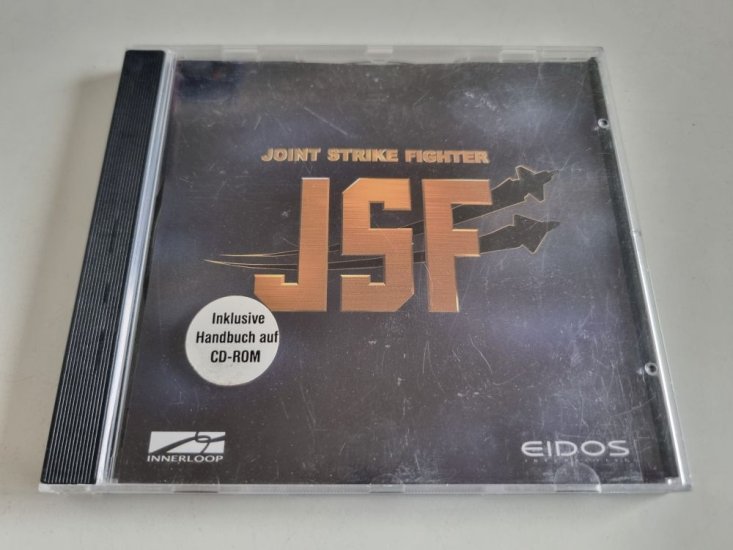 JOINT STRIKE FIGHTER
JSF
Inklusive
Handbuch auf
CD-ROM
INNERLOOP
EIDOS